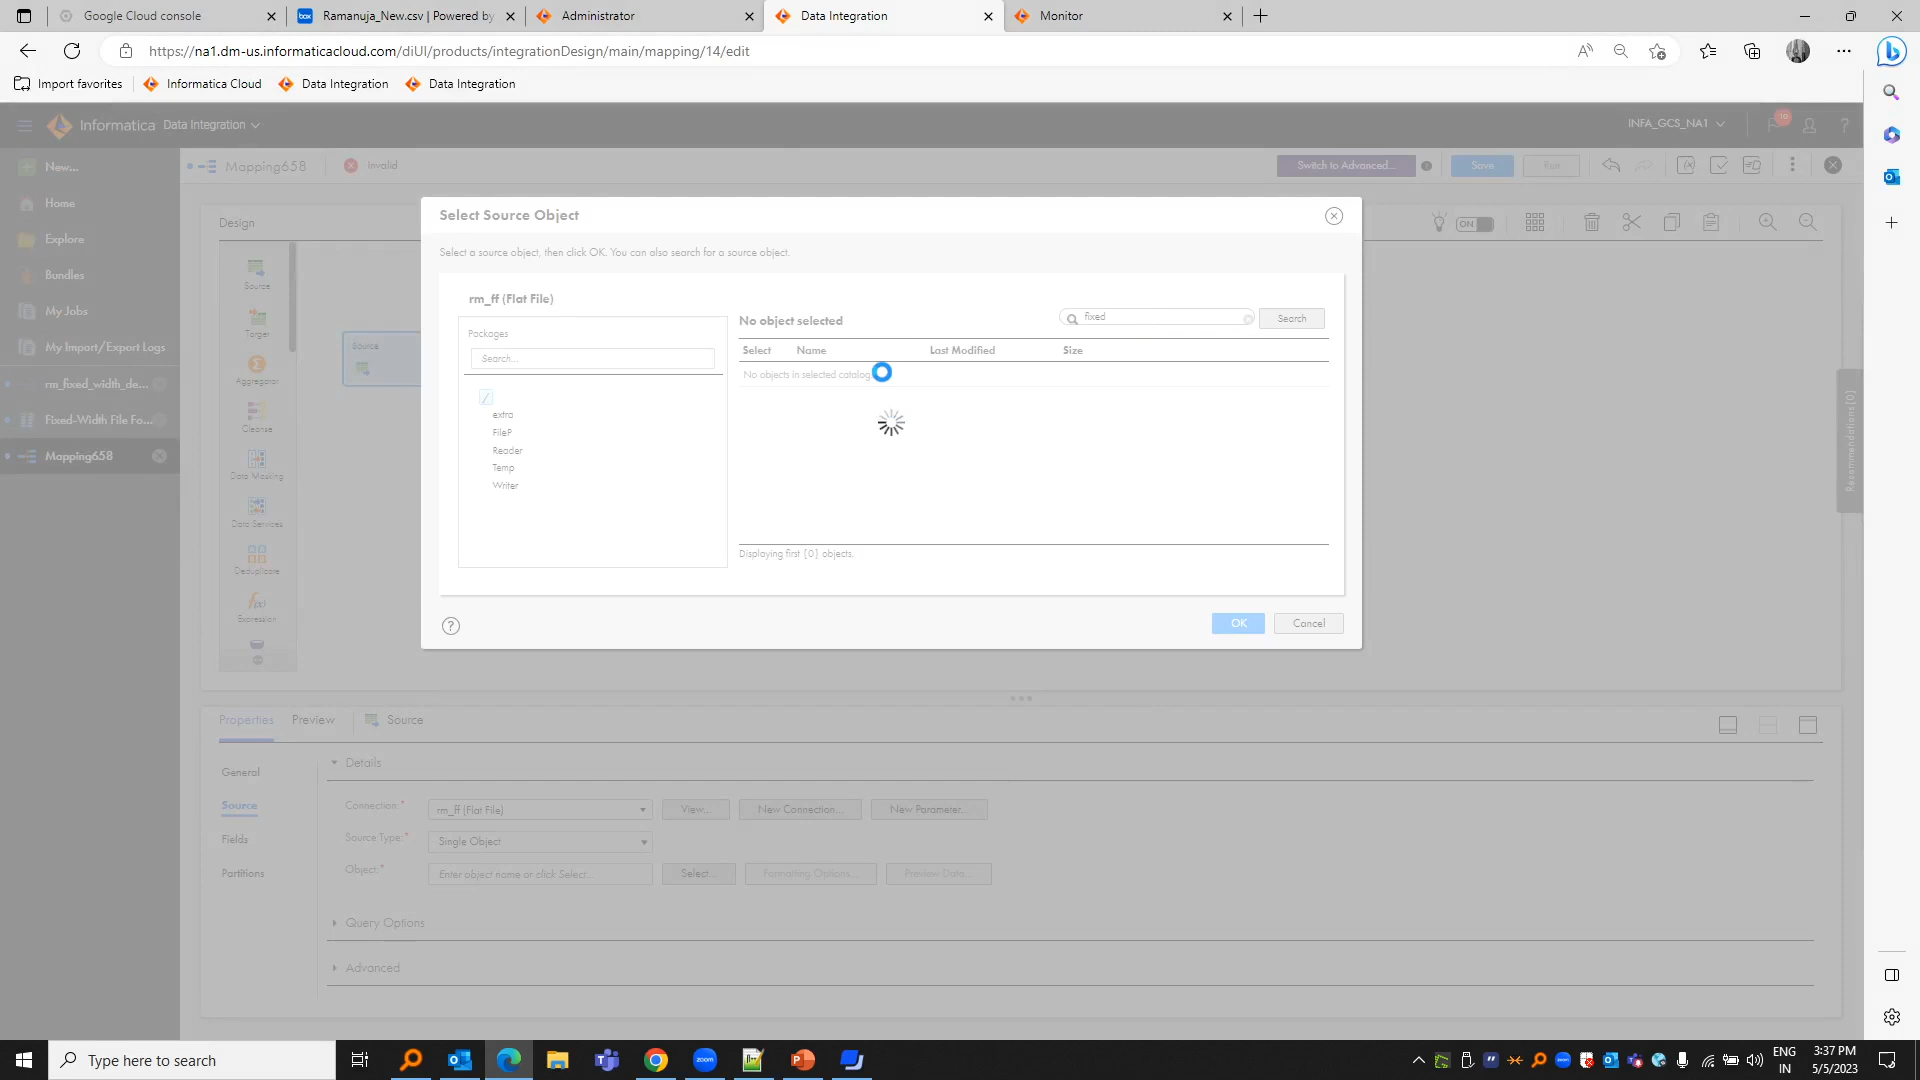 Google Cloud console
Ramanuja_New.csv | Powered by
Administrator
Data Integration
Monitor
https://na1.dm-us.informaticacloud.com/diUI/products/integrationDesign/main/mapping/14/edit
Import favorites
Informatica Cloud
Data Integration
Data Integration
Informatica Data Integration
INFA_GCS_NA1
10
?
New...
Home
Explore
Bundles
My Jobs
My Import/Export Logs
rm_fixed_width_de...
Fixed-Width File Fo...
Mapping658
Mapping658
Invalid
Switch to Advanced...
Save
Run
Design
ON
Source
Target
Aggregator
Cleanse
Data Masking
Data Services
Deduplicate
f(x)
Expression
Source
Select Source Object
Select a source object, then click OK. You can also search for a source object.
rm_ff (Flat File)
Packages
Search...
/
extra
FileP
Reader
Temp
Writer
No object selected
fixed
Search
Select Name Last Modified Size
No objects in selected catalog
Displaying first [0] objects.
?
OK
Cancel
Recommendations[0]
Properties
Preview
Source
General
Source
Fields
Partitions
Details
Connection:*
rm_ff (Flat File)
View...
New Connection...
New Parameter...
Source Type:*
Single Object
Object:*
Enter object name or click Select...
Select...
Formatting Options...
Preview Data...
Query Options
Advanced
Type here to search
zoom
ENG
IN
3:37 PM
5/5/2023